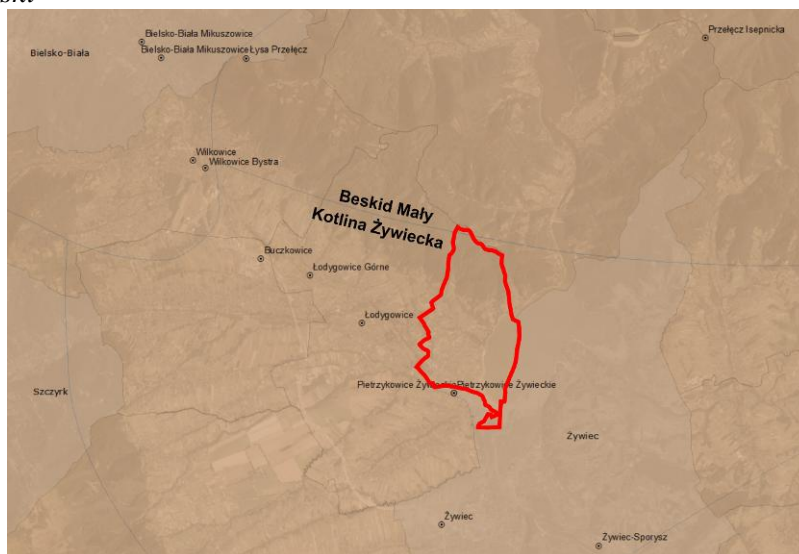 Bielsko-Biała Mikuszowice
Przełęcz Isepnicka
Bielsko-Biała
Bielsko-Biała Mikuszowice
Łysa Przełęcz
Wilkowice
Wilkowice Bystra
Beskid Mały
Kotlina Żywiecka
Buczkowice
Łodygowice Górne
Łodygowice
Szczyrk
Pietrzykowice Żywieckie
Pietrzykowice Żywieckie
Żywiec
Żywiec
Żywiec-Sporysz